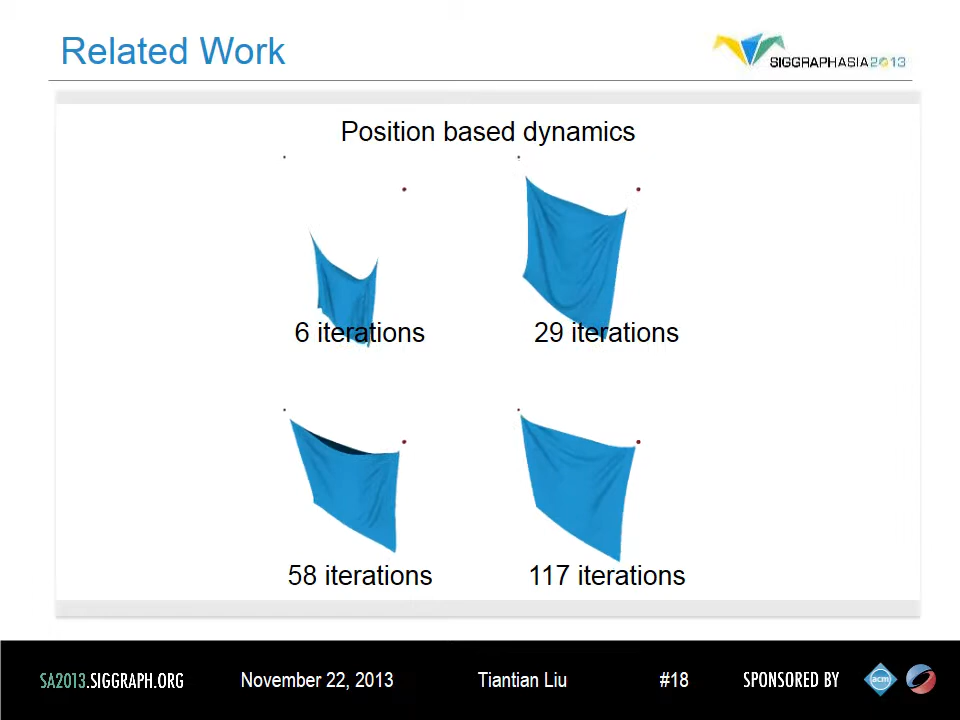 Related Work
SIGGRAPHASIA2013
Position based dynamics
6 iterations
29 iterations
58 iterations
117 iterations
SA2013.SIGGRAPH.ORG
November 22, 2013
Tiantian Liu
#18
SPONSORED BY
acm